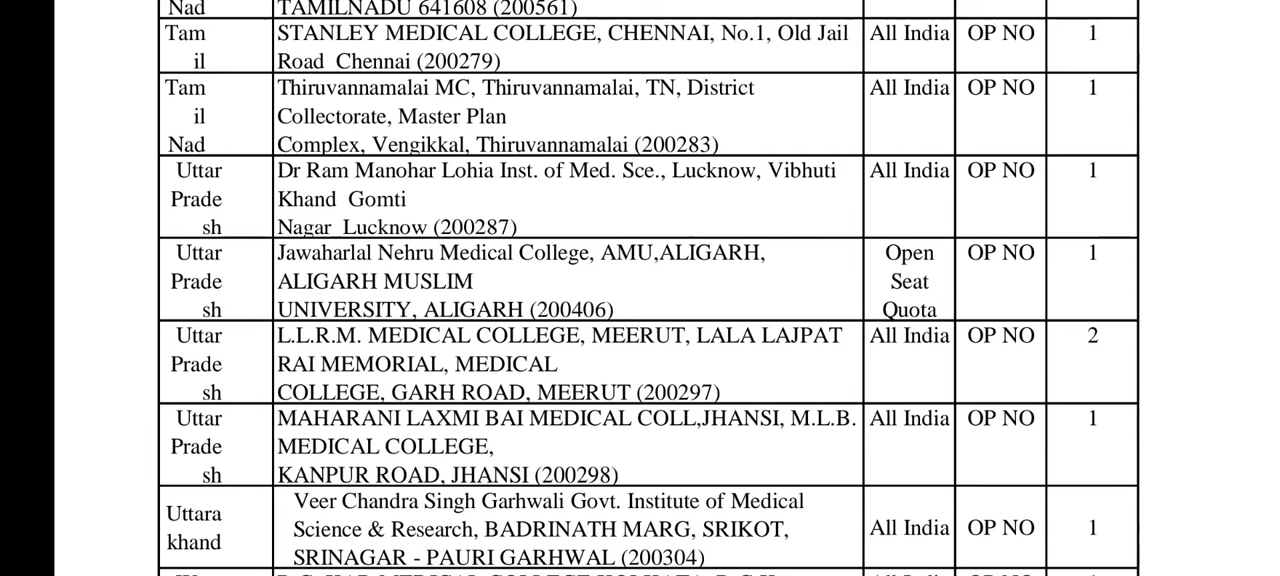 Nad TAMILNADU 641608 (200561)
Tam STANLEY MEDICAL COLLEGE, CHENNAI, No.1, Old Jail All India OP NO 1
il Road Chennai (200279)
Tam Thiruvannamalai MC, Thiruvannamalai, TN, District All India OP NO 1
il Collectorate, Master Plan
Nad Complex, Vengikkal, Thiruvannamalai (200283)
Uttar Dr Ram Manohar Lohia Inst. of Med. Sce., Lucknow, Vibhuti All India OP NO 1
Prade Khand Gomti
sh Nagar Lucknow (200287)
Uttar Jawaharlal Nehru Medical College, AMU,ALIGARH, Open OP NO 1
Prade ALIGARH MUSLIM Seat
sh UNIVERSITY, ALIGARH (200406) Quota
Uttar L.L.R.M. MEDICAL COLLEGE, MEERUT, LALA LAJPAT All India OP NO 2
Prade RAI MEMORIAL, MEDICAL
sh COLLEGE, GARH ROAD, MEERUT (200297)
Uttar MAHARANI LAXMI BAI MEDICAL COLL,JHANSI, M.L.B. All India OP NO 1
Prade MEDICAL COLLEGE,
sh KANPUR ROAD, JHANSI (200298)
Veer Chandra Singh Garhwali Govt. Institute of Medical
Uttara Science & Research, BADRINATH MARG, SRIKOT, All India OP NO 1
khand SRINAGAR - PAURI GARHWAL (200304)